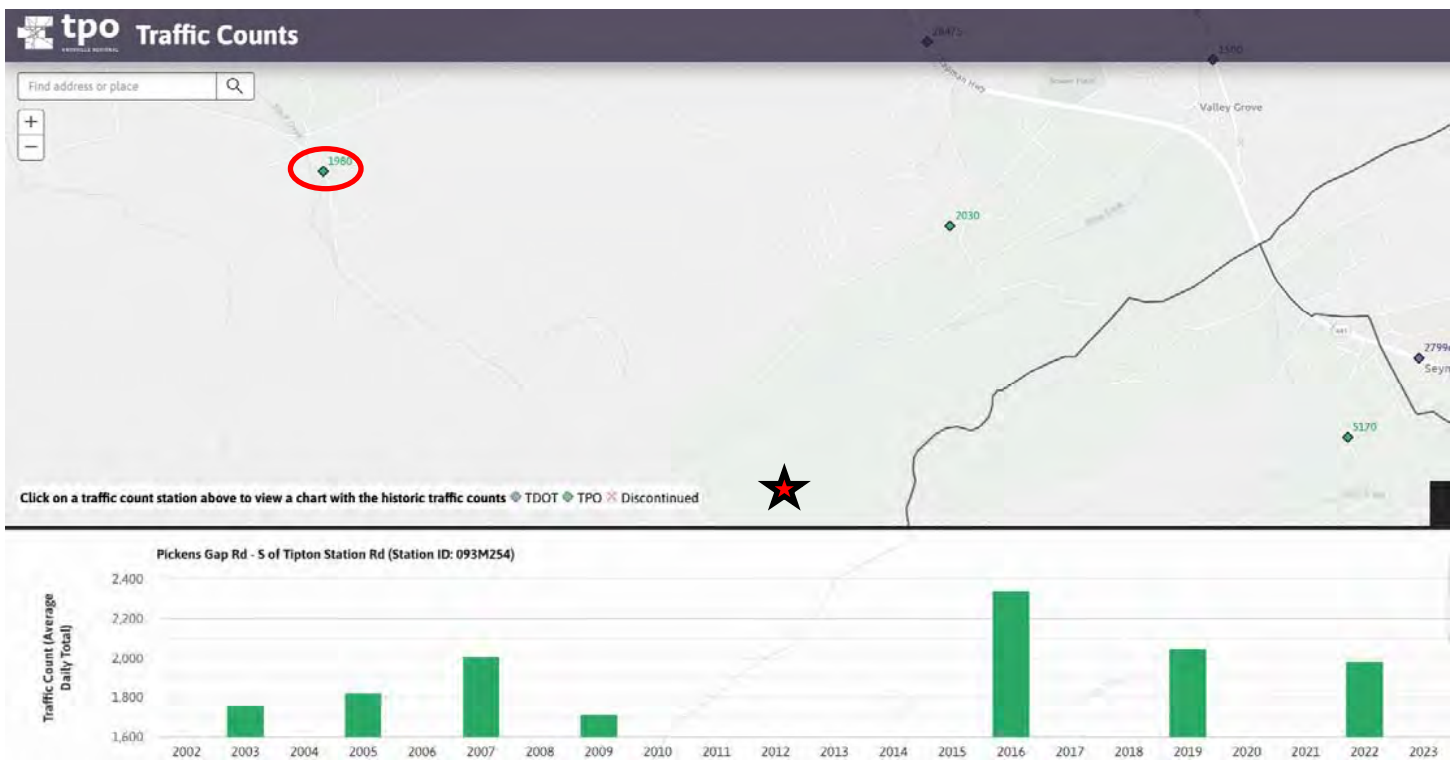 tpo Traffic Counts
KNOXVILLE REGIONAL
Find address or place
+
−
1500
Valley Grove
1980
2030
5170
Click on a traffic count station above to view a chart with the historic traffic counts TDOT TPO Discontinued
Pickens Gap Rd - S of Tipton Station Rd (Station ID: 093M254)
Traffic Count (Average
Daily Total)
2,400
2,200
2,000
1,800
1,600
2002 2003 2004 2005 2006 2007 2008 2009 2010 2011 2012 2013 2014 2015 2016 2017 2018 2019 2020 2021 2022 2023